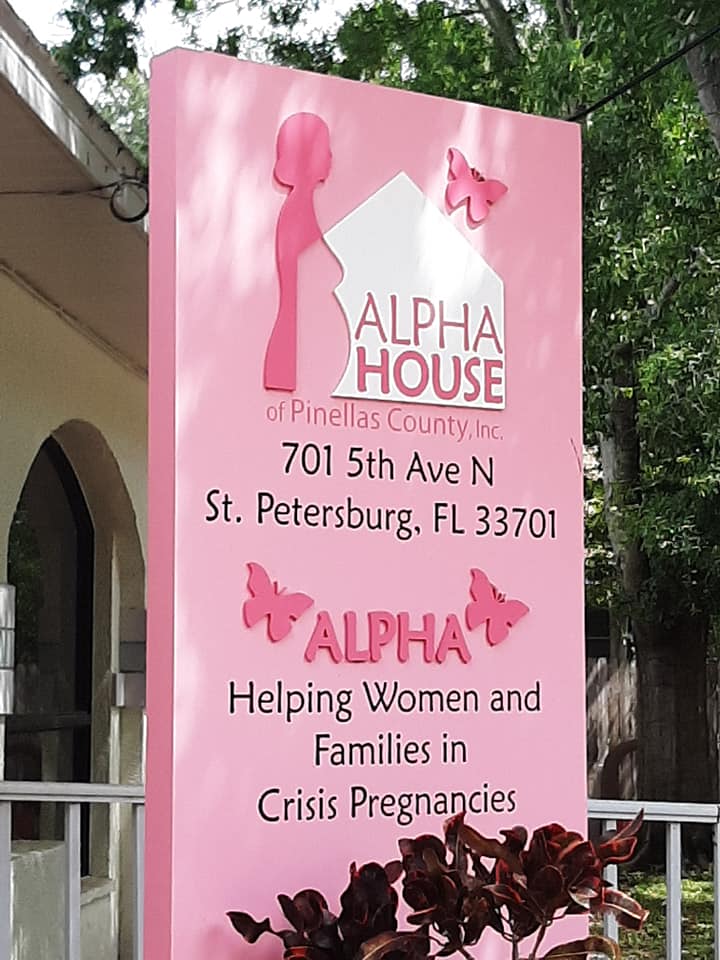 ALPHA
HOUSE
of Pinellas County, Inc.
701 5th Ave N
St. Petersburg, FL 33701
ALPHA
Helping Women and
Families in
Crisis Pregnancies